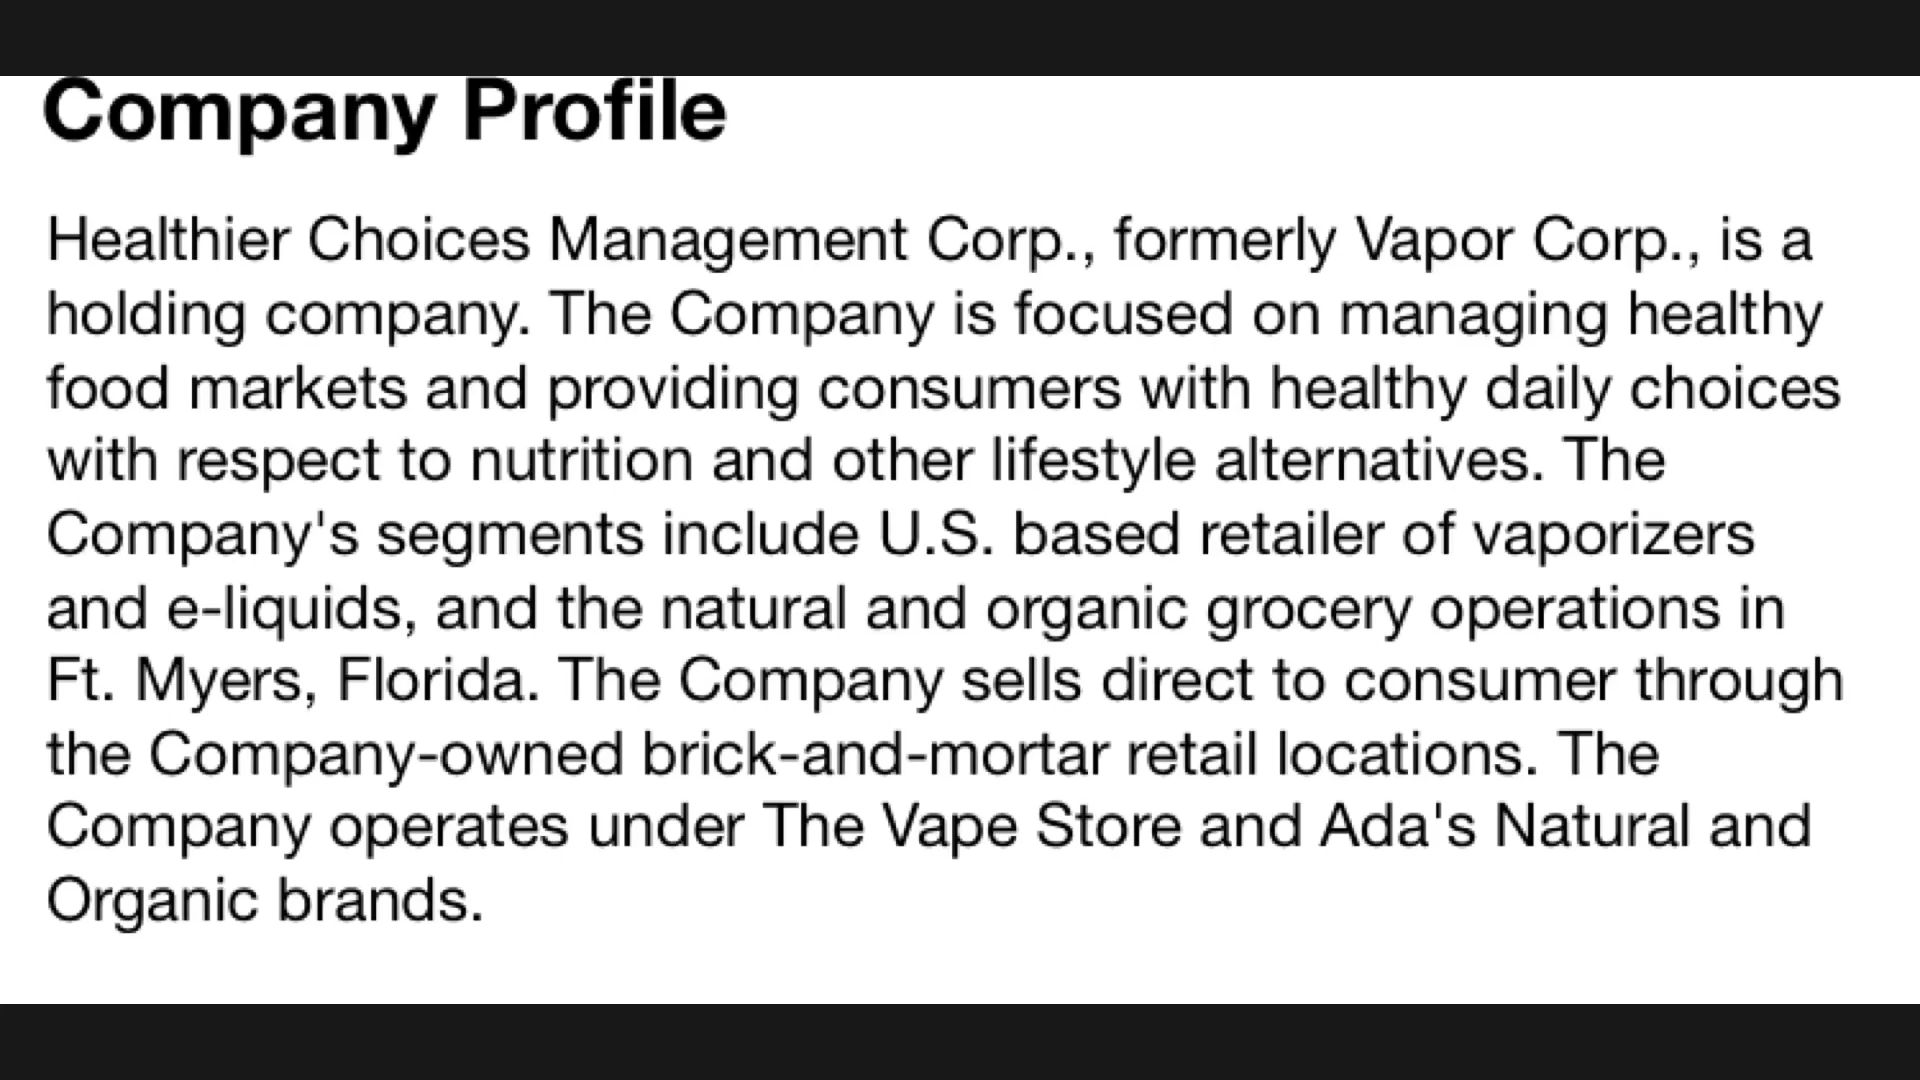 Company Profile
Healthier Choices Management Corp., formerly Vapor Corp., is a
holding company. The Company is focused on managing healthy
food markets and providing consumers with healthy daily choices
with respect to nutrition and other lifestyle alternatives. The
Company's segments include U.S. based retailer of vaporizers
and e-liquids, and the natural and organic grocery operations in
Ft. Myers, Florida. The Company sells direct to consumer through
the Company-owned brick-and-mortar retail locations. The
Company operates under The Vape Store and Ada's Natural and
Organic brands.